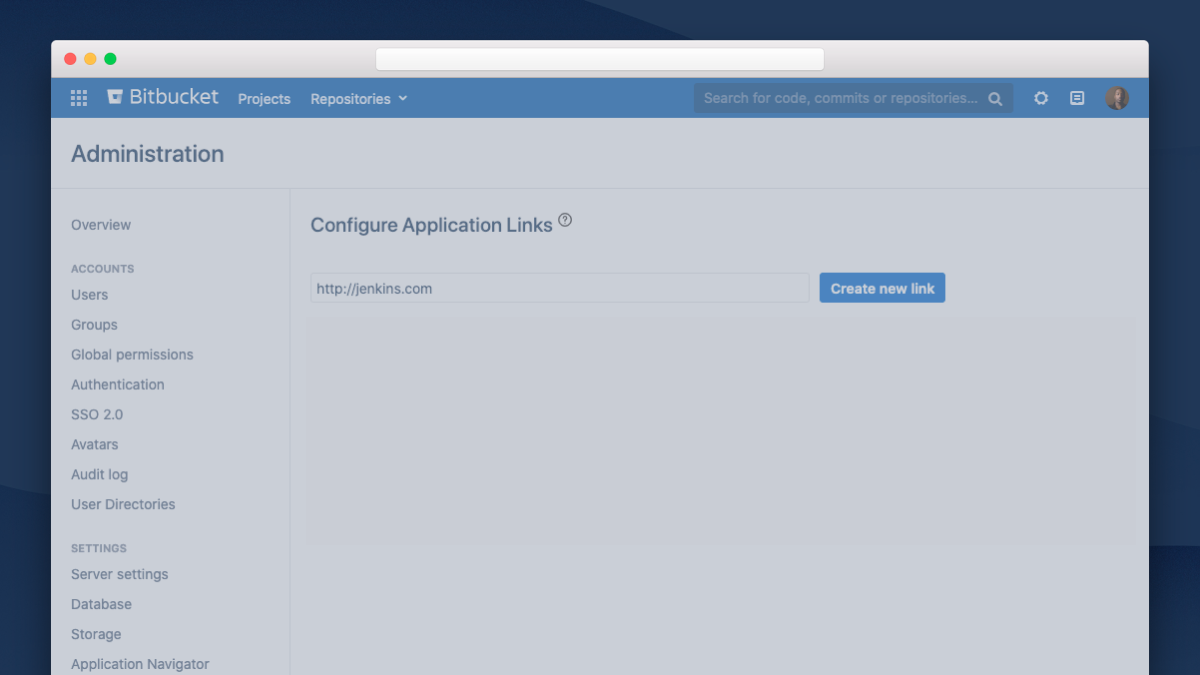 Bitbucket Projects Repositories Search for code, commits or repositories...
Administration
Overview
ACCOUNTS
Users
Groups
Global permissions
Authentication
SSO 2.0
Avatars
Audit log
User Directories
SETTINGS
Server settings
Database
Storage
Application Navigator
Configure Application Links ?
http://jenkins.com Create new link